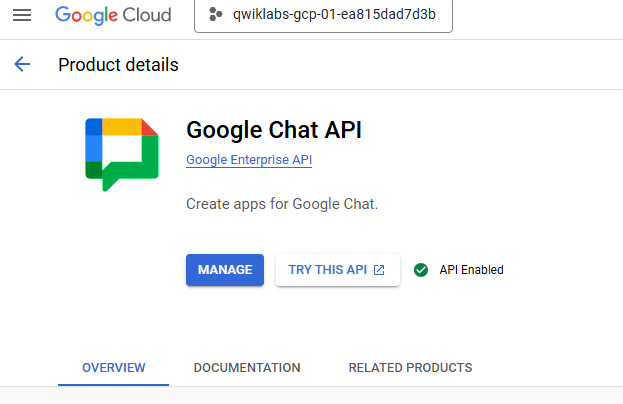 Google Cloud
qwiklabs-gcp-01-ea815dad7d3b
Product details
Google Chat API
Google Enterprise API
Create apps for Google Chat.
MANAGE
TRY THIS API
API Enabled
OVERVIEW
DOCUMENTATION
RELATED PRODUCTS